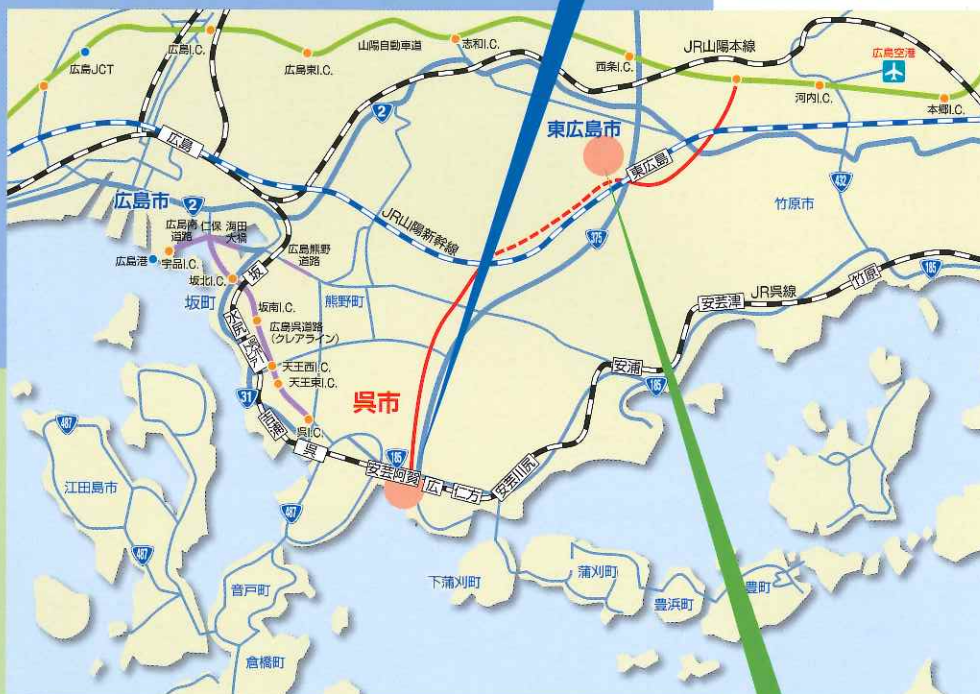 広島JCT
広島I.C.
広島東I.C.
山陽自動車道
志和I.C.
西条I.C.
JR山陽本線
広島空港
河内I.C.
本郷I.C.
2
広島
東広島市
東広島
432
竹原市
広島市
2
広島南
道路
仁保
海田
大橋
広島熊野
道路
JR山陽新幹線
375
広島港
宇品I.C.
坂北I.C.
坂
坂町
坂南I.C.
熊野町
水尻
広島呉道路
(クレアライン)
天王西I.C.
天王東I.C.
31
吉浦
呉I.C.
呉市
呉
185
安芸阿賀
広
仁方
安芸川尻
安浦
185
安芸津
JR呉線
竹原
185
487
江田島市
487
487
音戸町
倉橋町
下蒲刈町
蒲刈町
豊浜町
豊町